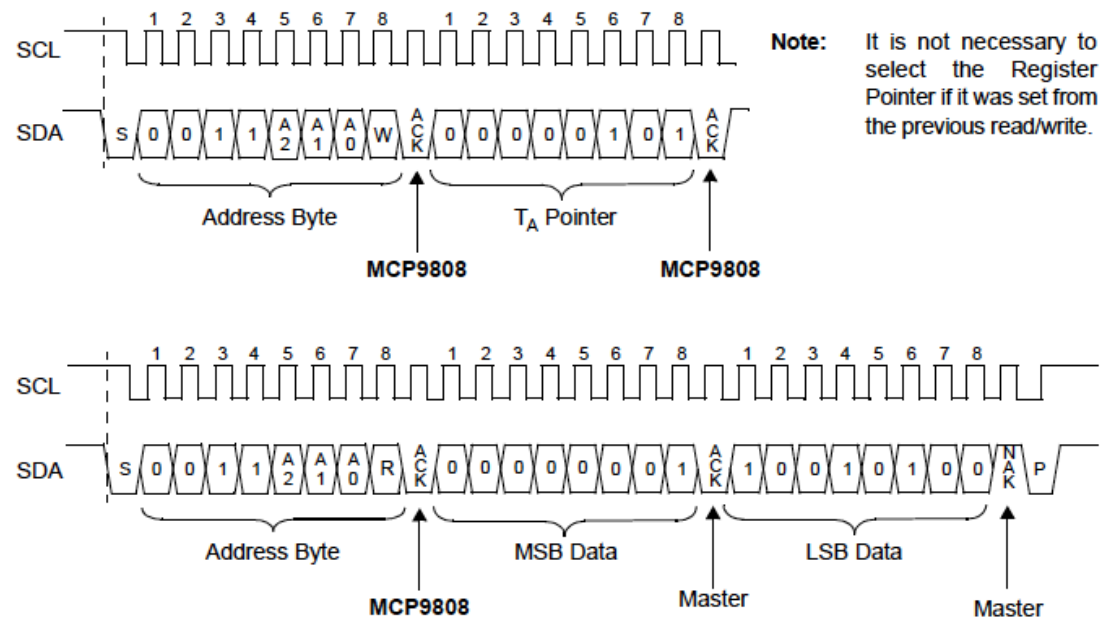 1 2 3 4 5 6 7 8 1 2 3 4 5 6 7 8
SCL
Note: It is not necessary to
select the Register
Pointer if it was set from
the previous read/write.
SDA S 0 0 1 1 A2 A1 A0 W ACK 0 0 0 0 0 1 0 1 ACK
Address Byte TA Pointer
MCP9808 MCP9808
1 2 3 4 5 6 7 8 1 2 3 4 5 6 7 8 1 2 3 4 5 6 7 8
SCL
SDA S 0 0 1 1 A2 A1 A0 R ACK 0 0 0 0 0 0 0 1 ACK 1 0 0 1 0 1 0 0 NAK P
Address Byte MSB Data LSB Data
MCP9808 Master Master